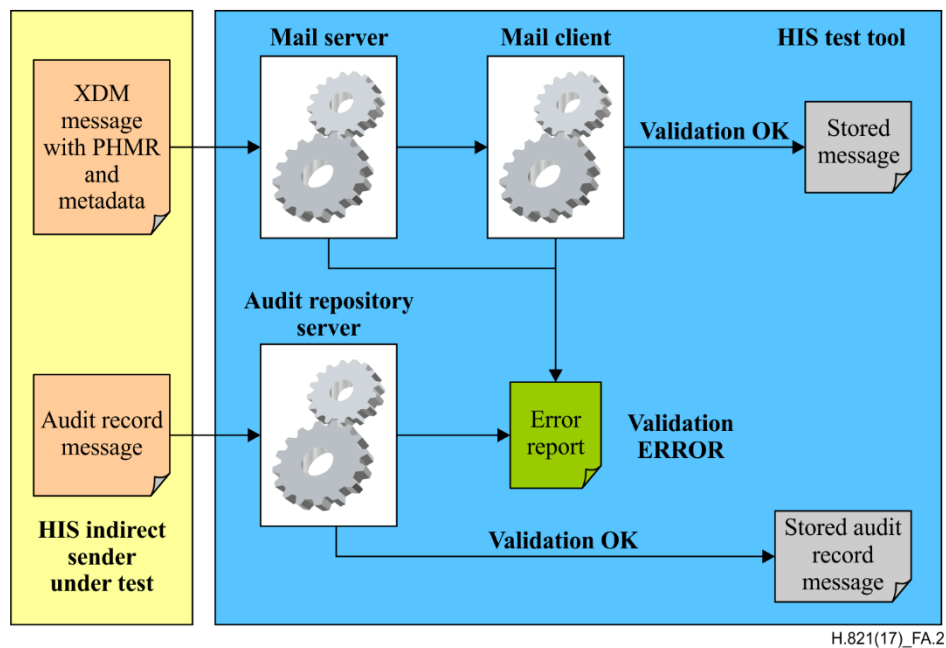 Mail server
Mail client
HIS test tool
XDM
message
with PHMR
and
metadata
Validation OK
Stored
message
Audit repository
server
Audit record
message
Error
report
Validation
ERROR
HIS indirect
sender
under test
Validation OK
Stored audit
record
message
H.821(17)_FA.2